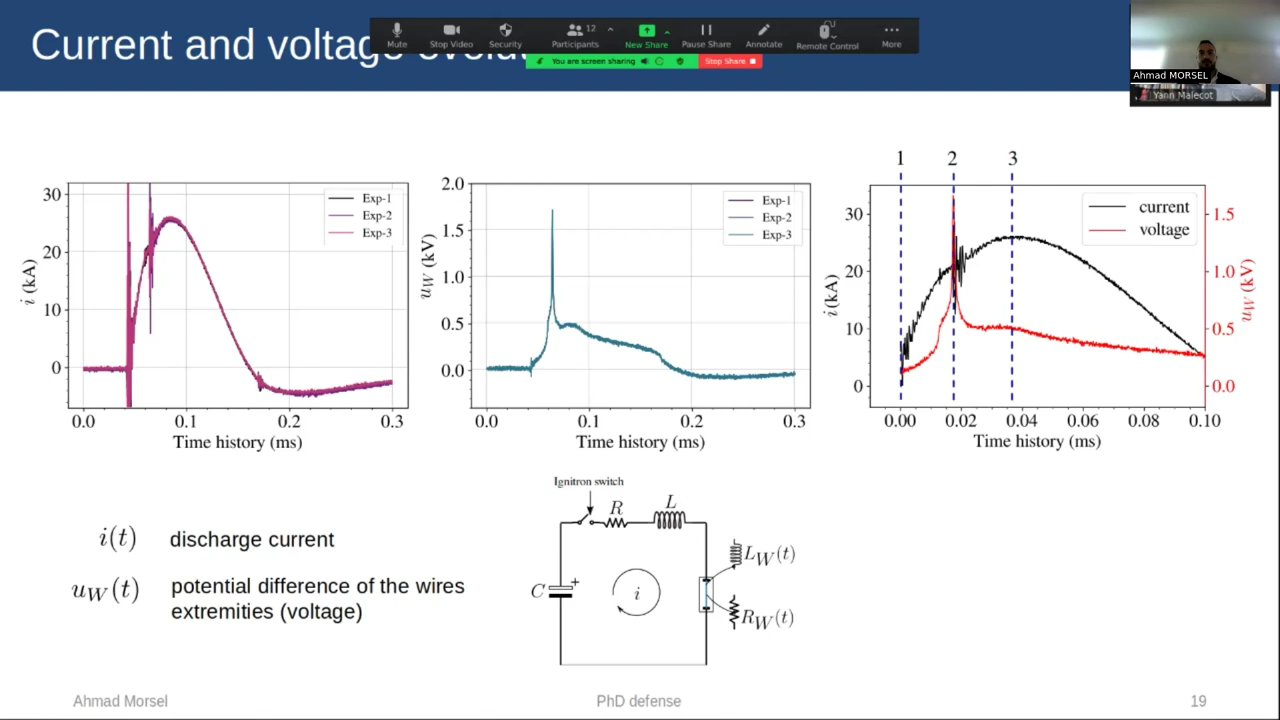 Current and voltage
Mute
Stop Video
Security
Participants
12
New Share
Pause Share
Annotate
Remote Control
More
You are screen sharing
Stop Share
Ahmad MORSEL
Yann Malecot
30
20
10
0
i (kA)
Exp-1
Exp-2
Exp-3
0.0 0.1 0.2 0.3
Time history (ms)
2.0
1.5
1.0
0.5
0.0
u_W (kV)
Exp-1
Exp-2
Exp-3
0.0 0.1 0.2 0.3
Time history (ms)
1 2 3
30
20
10
0
i (kA)
current
voltage
1.5
1.0
0.5
0.0
u_W (kV)
0.00 0.02 0.04 0.06 0.08 0.10
Time history (ms)
i(t) discharge current
u_W(t) potential difference of the wires
extremities (voltage)
Ignitron switch
R
L
C
+
i
L_W(t)
R_W(t)
Ahmad Morsel
PhD defense
19